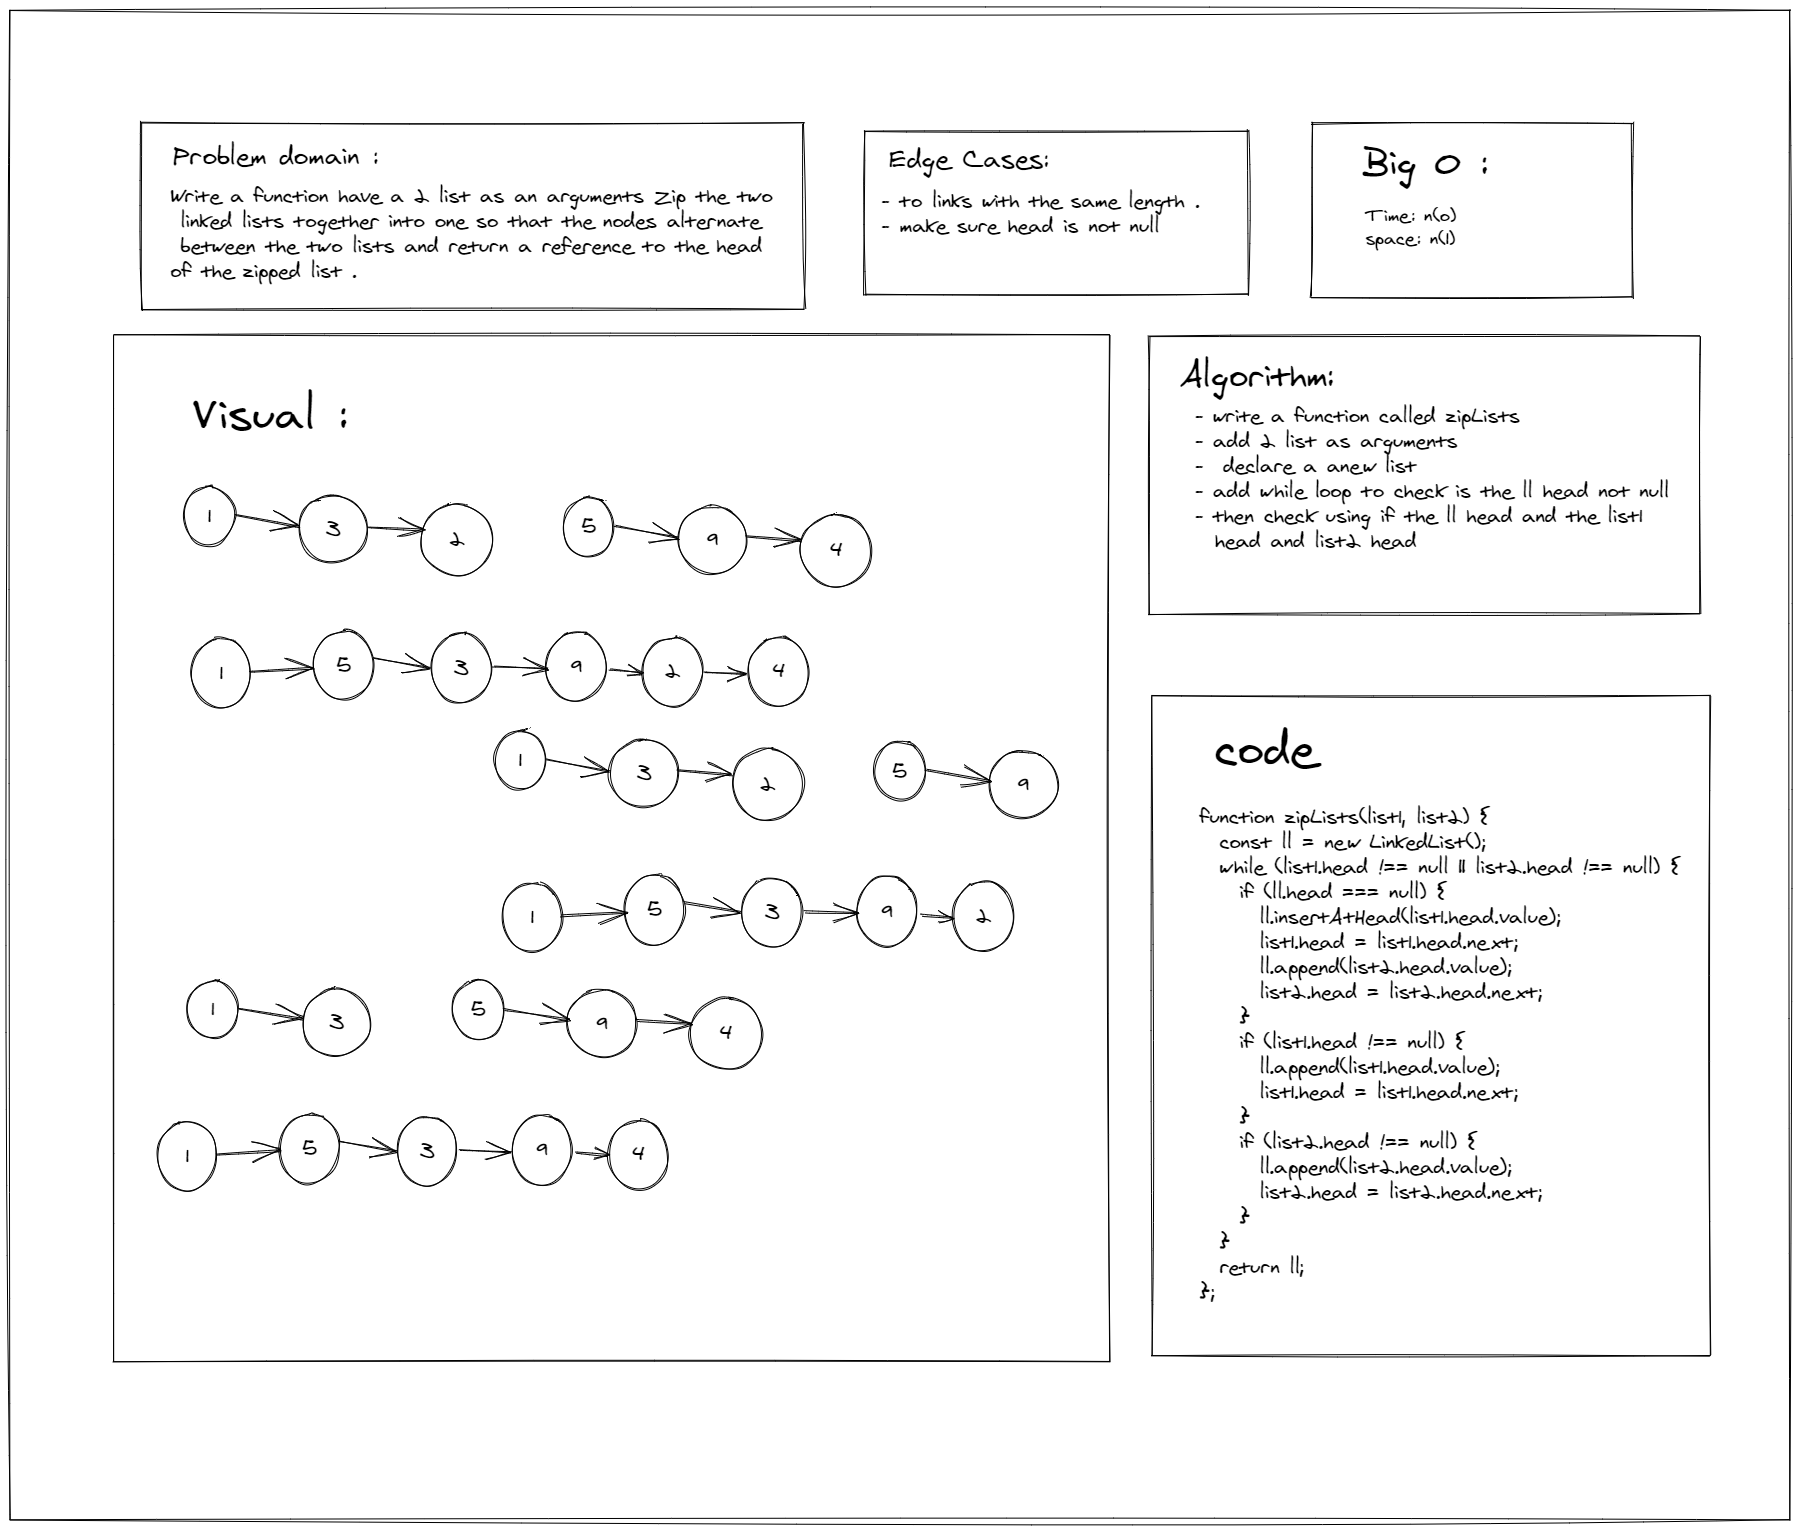 Problem domain :
Write a function have a 2 list as an arguments Zip the two
linked lists together into one so that the nodes alternate
between the two lists and return a reference to the head
of the zipped list .
Edge Cases:
- to links with the same length .
- make sure head is not null
Big O :
Time: n(o)
space: n(1)
Visual :
1 3 2 5 9 4
1 5 3 9 2 4
1 3 2 5 9
1 5 3 9 2
1 3 5 9 4
1 5 3 9 4
Algorithm:
- write a function called zipLists
- add 2 list as arguments
- declare a anew list
- add while loop to check is the ll head not null
- then check using if the ll head and the list1
head and list2 head
code
function zipLists(list1, list2) {
const ll = new LinkedList();
while (list1.head !== null || list2.head !== null) {
if (ll.head === null) {
ll.insertAtHead(list1.head.value);
list1.head = list1.head.next;
ll.append(list2.head.value);
list2.head = list2.head.next;
}
if (list1.head !== null) {
ll.append(list1.head.value);
list1.head = list1.head.next;
}
if (list2.head !== null) {
ll.append(list2.head.value);
list2.head = list2.head.next;
}
}
return ll;
};